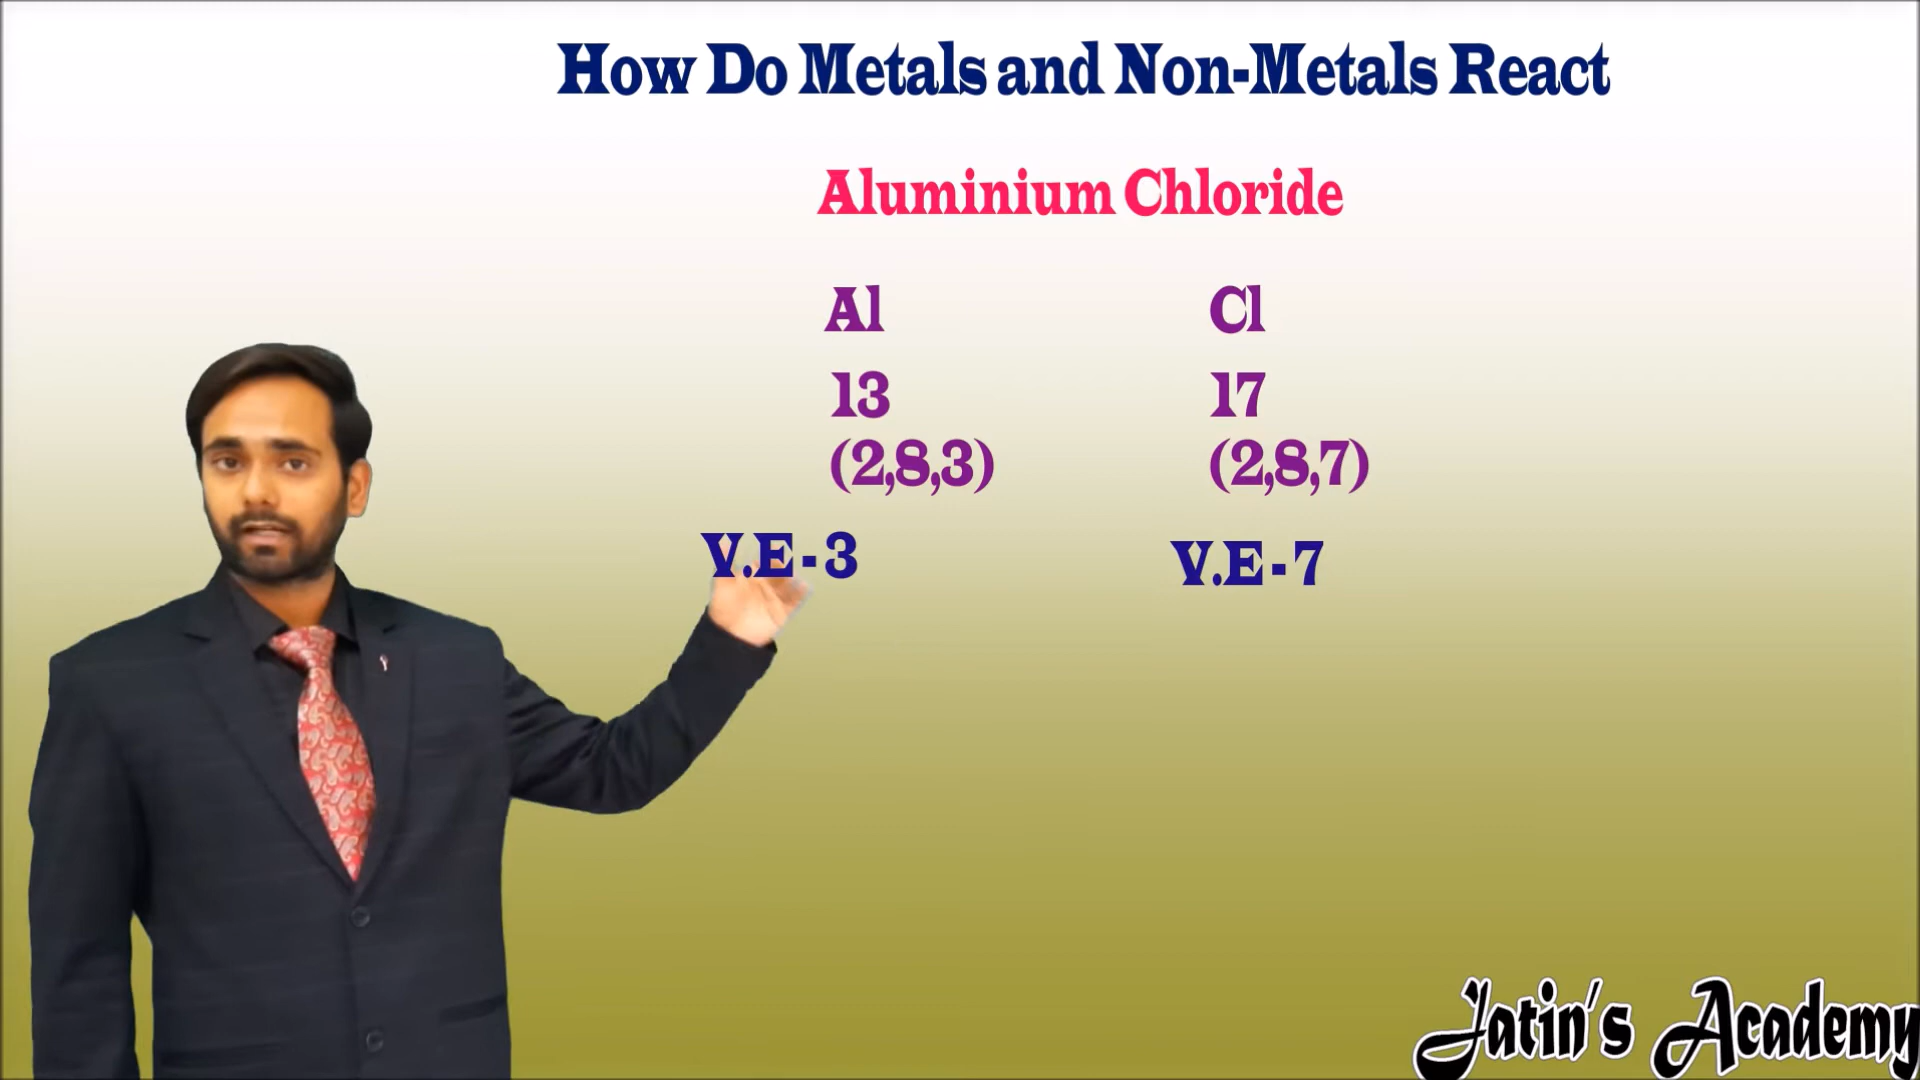 How Do Metals and Non-Metals React
Aluminium Chloride
Al Cl
13 17
(2,8,3) (2,8,7)
V.E - 3 V.E - 7
Jatin's Academy